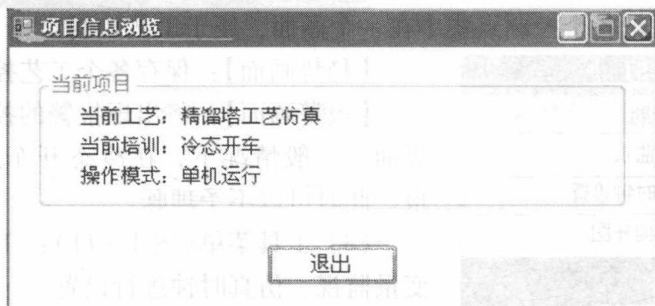 项目信息浏览
当前项目
当前工艺：精馏塔工艺仿真
当前培训：冷态开车
操作模式：单机运行
退出